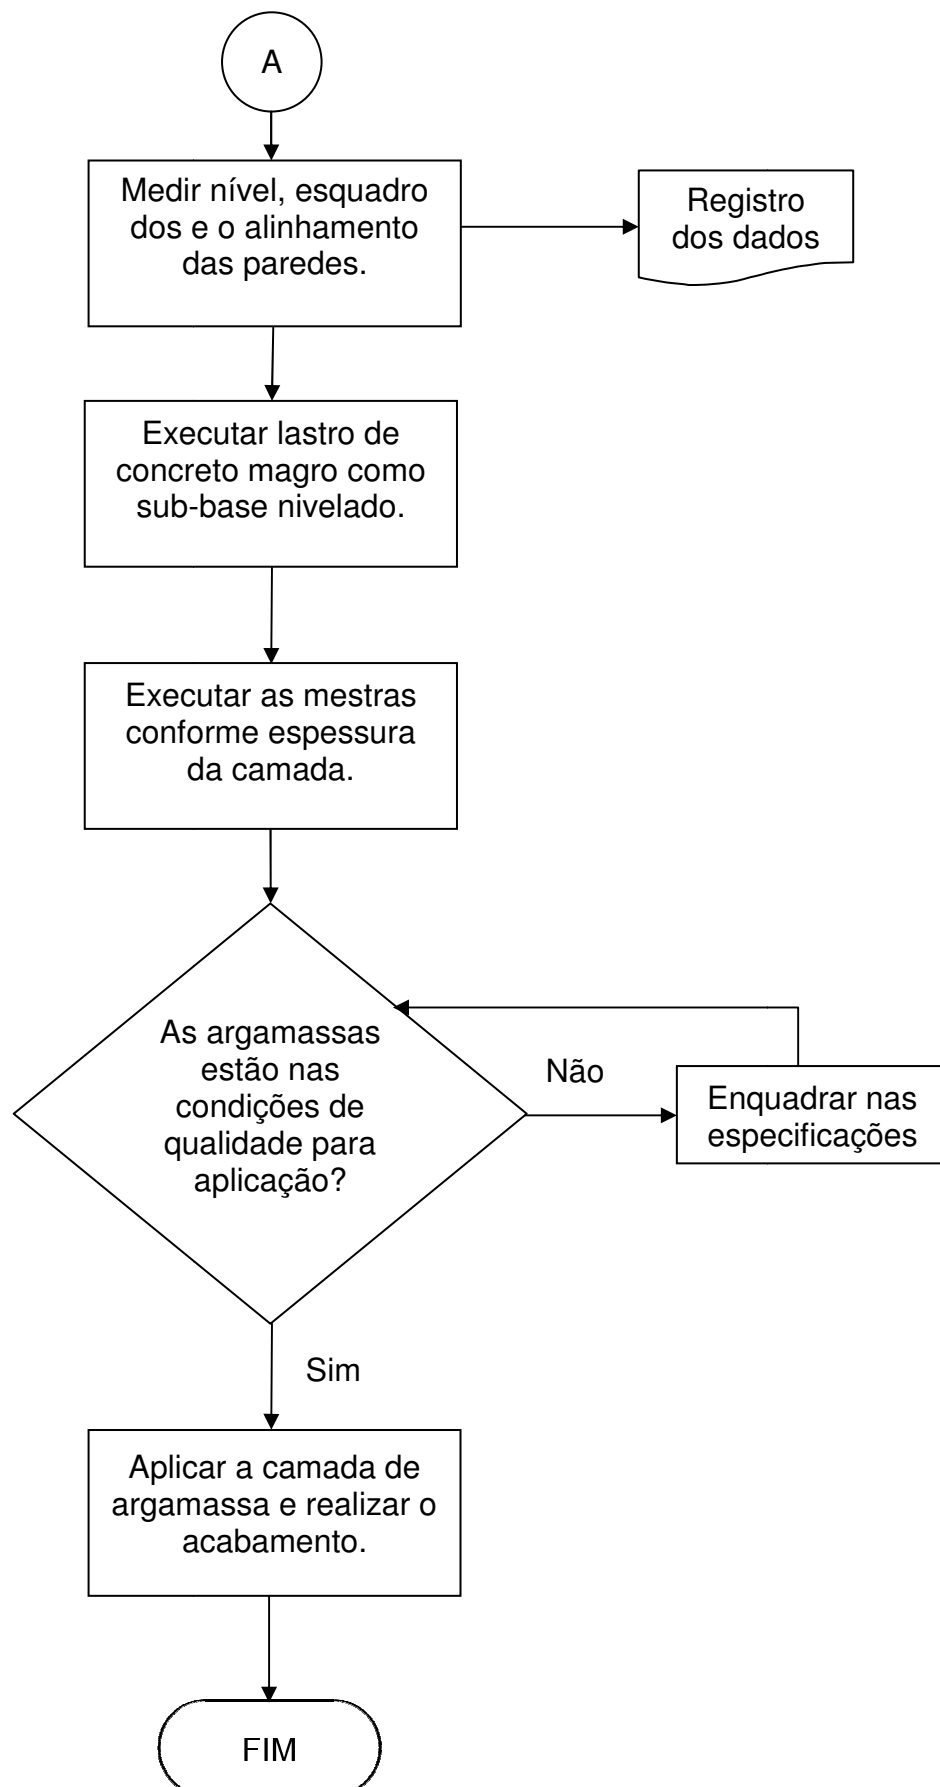 A
Medir nível, esquadro
dos e o alinhamento
das paredes.
Registro
dos dados
Executar lastro de
concreto magro como
sub-base nivelado.
Executar as mestras
conforme espessura
da camada.
As argamassas
estão nas
condições de
qualidade para
aplicação?
Não
Enquadrar nas
especificações
Sim
Aplicar a camada de
argamassa e realizar o
acabamento.
FIM